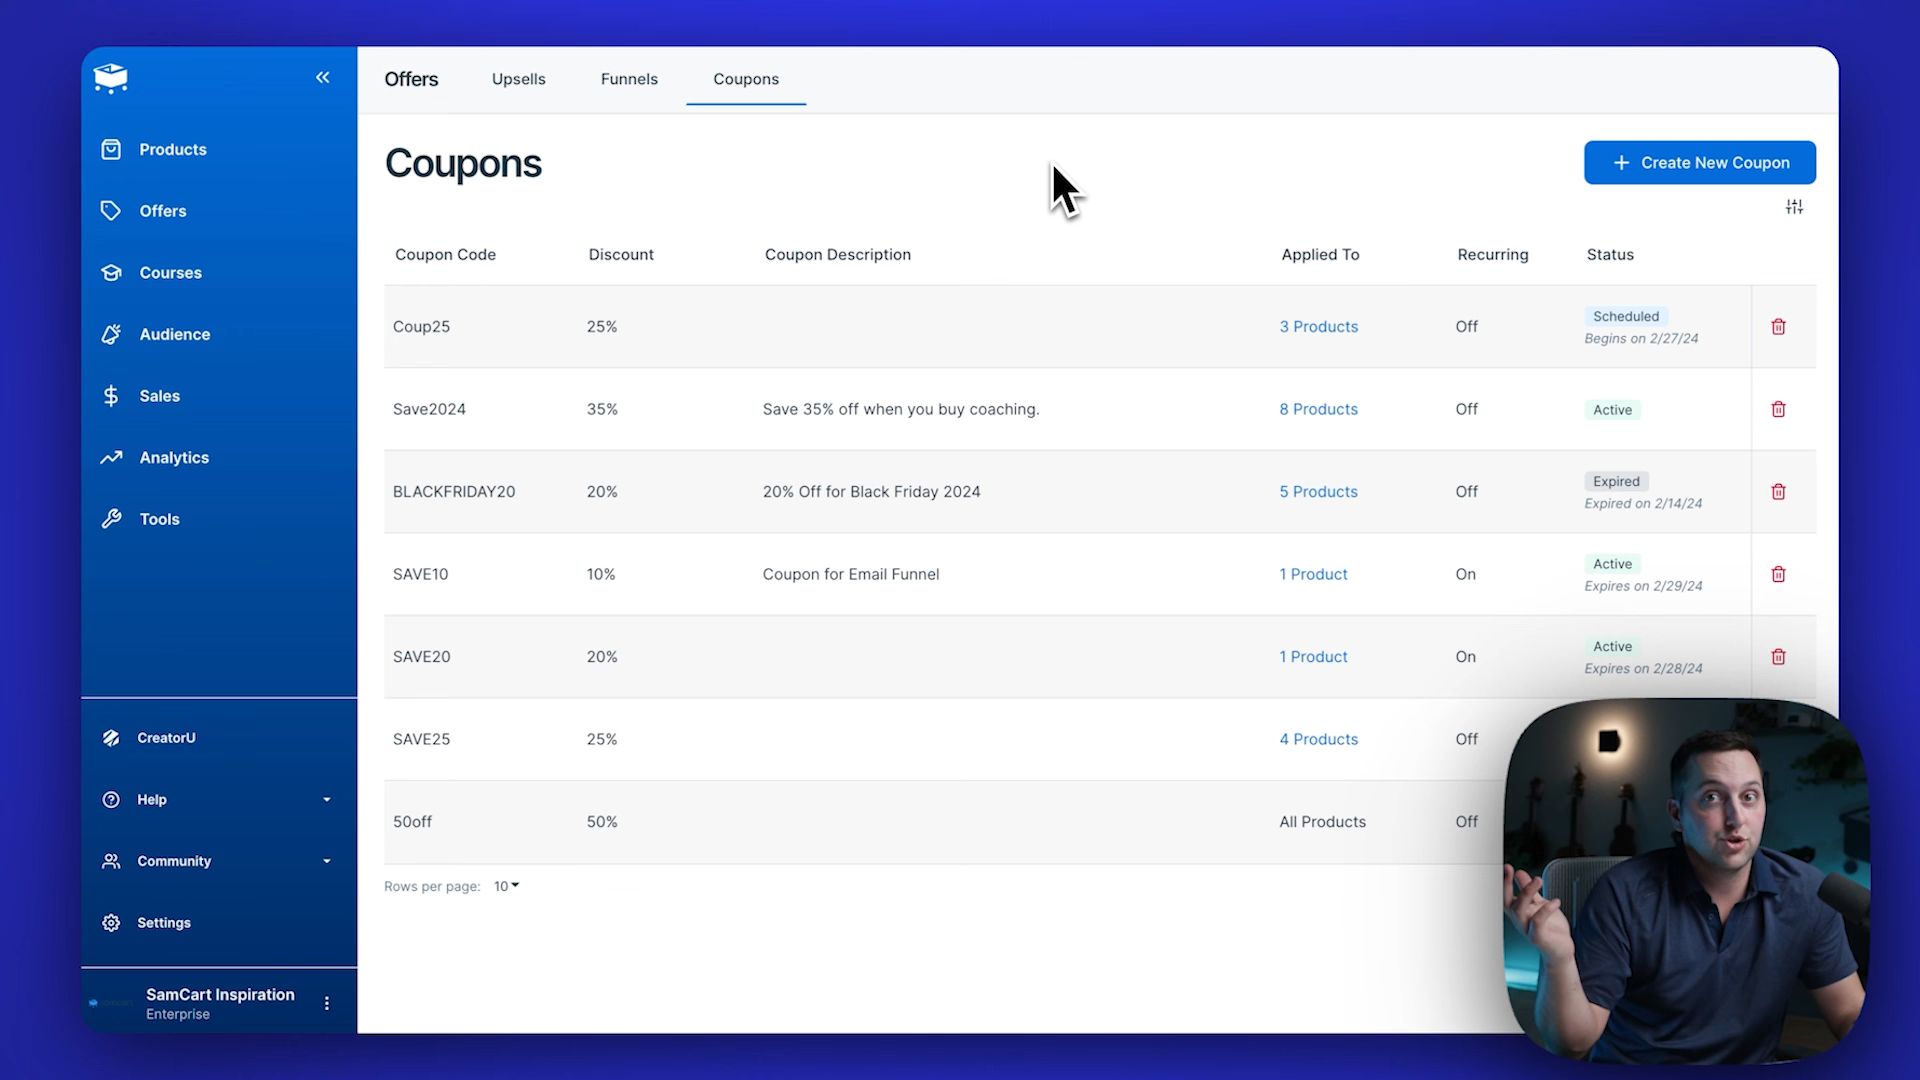 Offers
Upsells
Funnels
Coupons
Products
Offers
Courses
Audience
Sales
Analytics
Tools
CreatorU
Help
Community
Settings
SamCart Inspiration
Enterprise
Coupons
Create New Coupon
Coupon Code Discount Coupon Description Applied To Recurring Status
Coup25 25% 3 Products Off Scheduled
Begins on 2/27/24
Save2024 35% Save 35% off when you buy coaching. 8 Products Off Active
BLACKFRIDAY20 20% 20% Off for Black Friday 2024 5 Products Off Expired
Expired on 2/14/24
SAVE10 10% Coupon for Email Funnel 1 Product On Active
Expires on 2/29/24
SAVE20 20% 1 Product On Active
Expires on 2/28/24
SAVE25 25% 4 Products Off
50off 50% All Products Off
Rows per page: 10